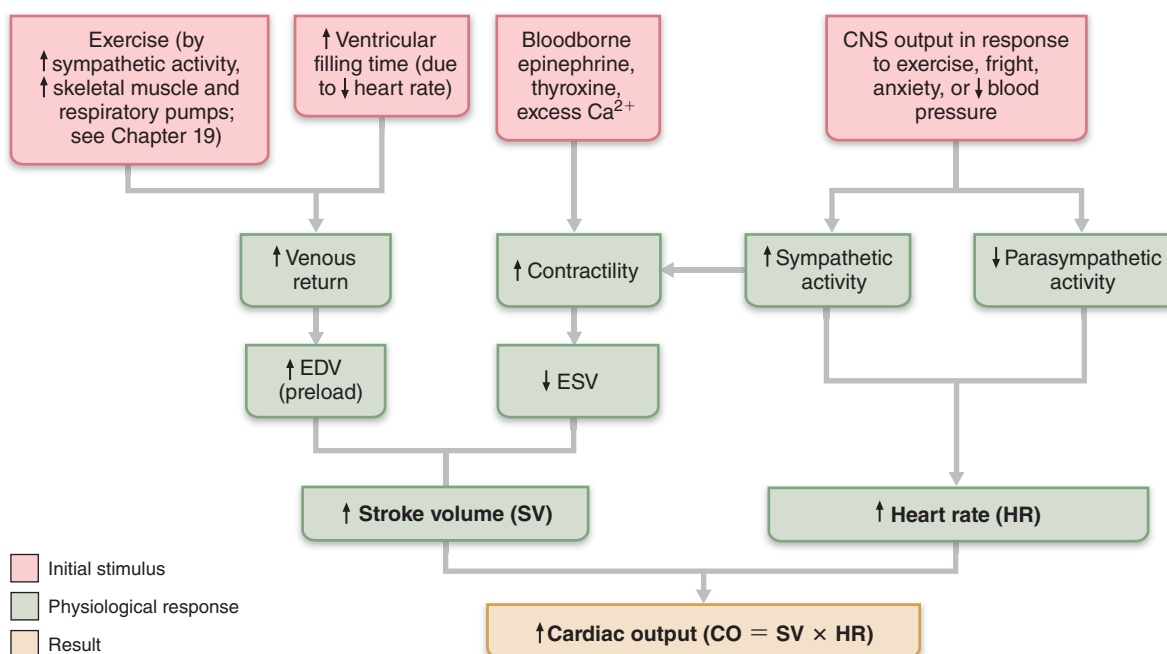 Exercise (by
↑ sympathetic activity,
↑ skeletal muscle and
respiratory pumps;
see Chapter 19)
↑ Ventricular
filling time (due
to ↓ heart rate)
Bloodborne
epinephrine,
thyroxine,
excess Ca²⁺
CNS output in response
to exercise, fright,
anxiety, or ↓ blood
pressure
↑ Venous
return
↑ Contractility
↑ Sympathetic
activity
↓ Parasympathetic
activity
↑ EDV
(preload)
↓ ESV
↑ Stroke volume (SV)
↑ Heart rate (HR)
Initial stimulus
Physiological response
Result
↑ Cardiac output (CO = SV × HR)